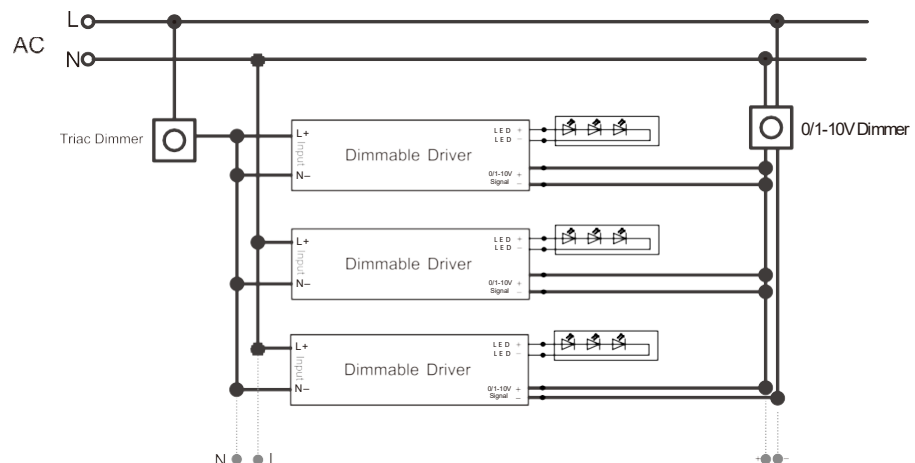 L
AC
N
Triac Dimmer
0/1-10V Dimmer
L+
Input
N–
Dimmable Driver
LED +
LED –
0/1-10V +
Signal –
L+
Input
N–
Dimmable Driver
LED +
LED –
0/1-10V +
Signal –
L+
Input
N–
Dimmable Driver
LED +
LED –
0/1-10V +
Signal –
N L + –